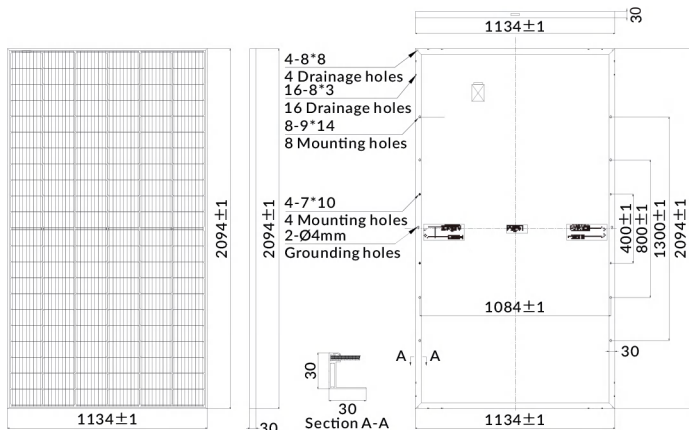 30
1134±1
4-8*8
4 Drainage holes
16-8*3
16 Drainage holes
8-9*14
8 Mounting holes
4-7*10
4 Mounting holes
2-Ø4mm
Grounding holes
2094±1
2094±1
400±1
800±1
1300±1
2094±1
1084±1
A A
30
30
30
Section A-A
1134±1
30
1134±1